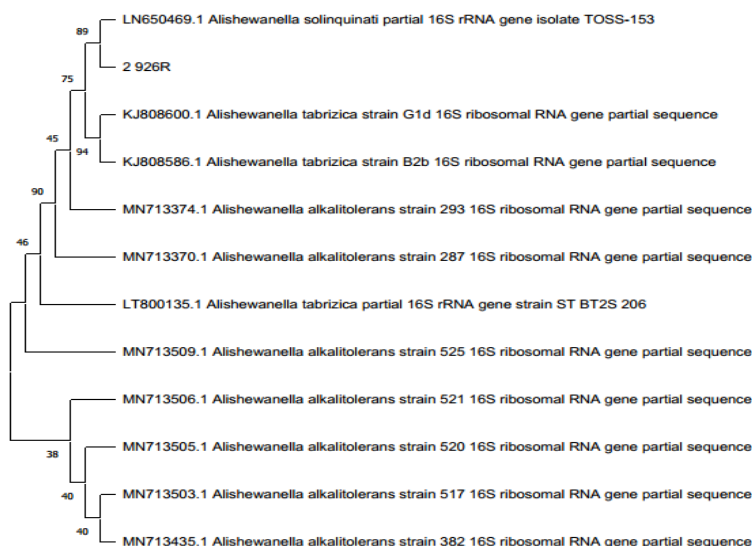 LN650469.1 Alishewanella solinquinati partial 16S rRNA gene isolate TOSS-153
89
2 926R
75
KJ808600.1 Alishewanella tabrizica strain G1d 16S ribosomal RNA gene partial sequence
45
94
KJ808586.1 Alishewanella tabrizica strain B2b 16S ribosomal RNA gene partial sequence
90
MN713374.1 Alishewanella alkalitolerans strain 293 16S ribosomal RNA gene partial sequence
46
MN713370.1 Alishewanella alkalitolerans strain 287 16S ribosomal RNA gene partial sequence
LT800135.1 Alishewanella tabrizica partial 16S rRNA gene strain ST BT2S 206
MN713509.1 Alishewanella alkalitolerans strain 525 16S ribosomal RNA gene partial sequence
MN713506.1 Alishewanella alkalitolerans strain 521 16S ribosomal RNA gene partial sequence
38
MN713505.1 Alishewanella alkalitolerans strain 520 16S ribosomal RNA gene partial sequence
40
MN713503.1 Alishewanella alkalitolerans strain 517 16S ribosomal RNA gene partial sequence
40
MN713435.1 Alishewanella alkalitolerans strain 382 16S ribosomal RNA gene partial sequence